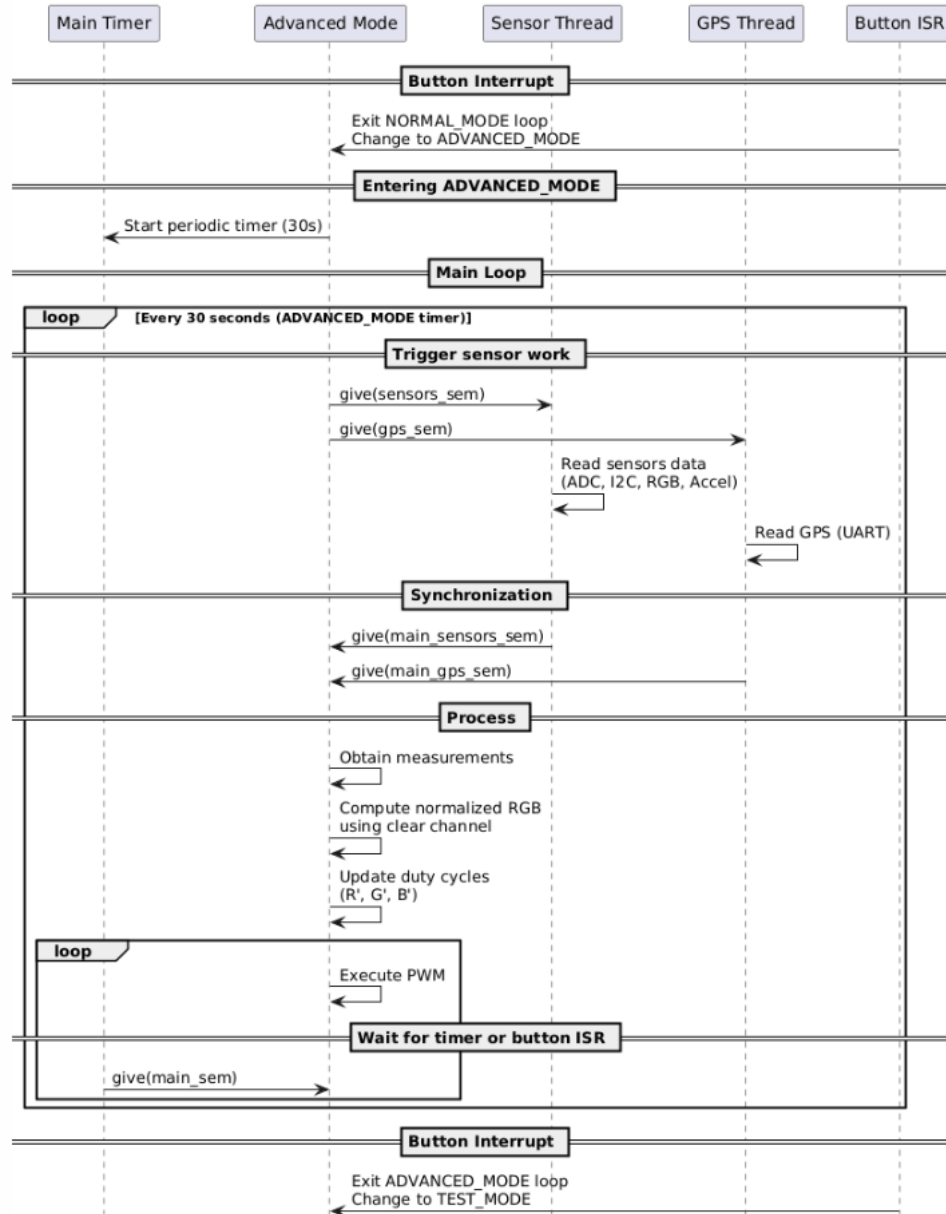 Main Timer
Advanced Mode
Sensor Thread
GPS Thread
Button ISR
Button Interrupt
Exit NORMAL_MODE loop
Change to ADVANCED_MODE
Entering ADVANCED_MODE
Start periodic timer (30s)
Main Loop
loop
[Every 30 seconds (ADVANCED_MODE timer)]
Trigger sensor work
give(sensors_sem)
give(gps_sem)
Read sensors data
(ADC, I2C, RGB, Accel)
Read GPS (UART)
Synchronization
give(main_sensors_sem)
give(main_gps_sem)
Process
Obtain measurements
Compute normalized RGB
using clear channel
Update duty cycles
(R', G', B')
loop
Execute PWM
Wait for timer or button ISR
give(main_sem)
Button Interrupt
Exit ADVANCED_MODE loop
Change to TEST_MODE